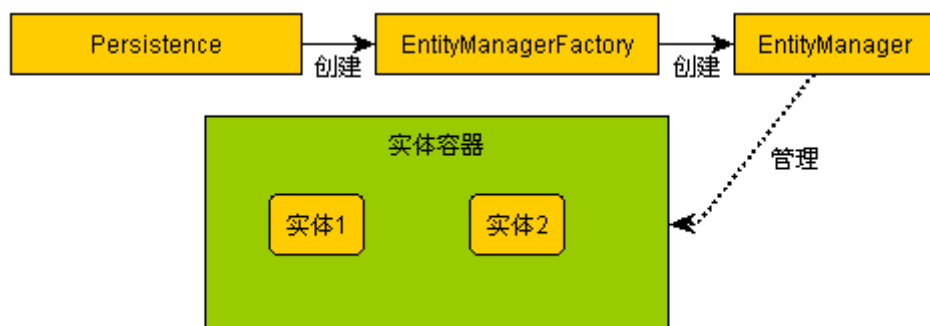 Persistence
EntityManagerFactory
EntityManager
创建
创建
实体容器
管理
实体1
实体2